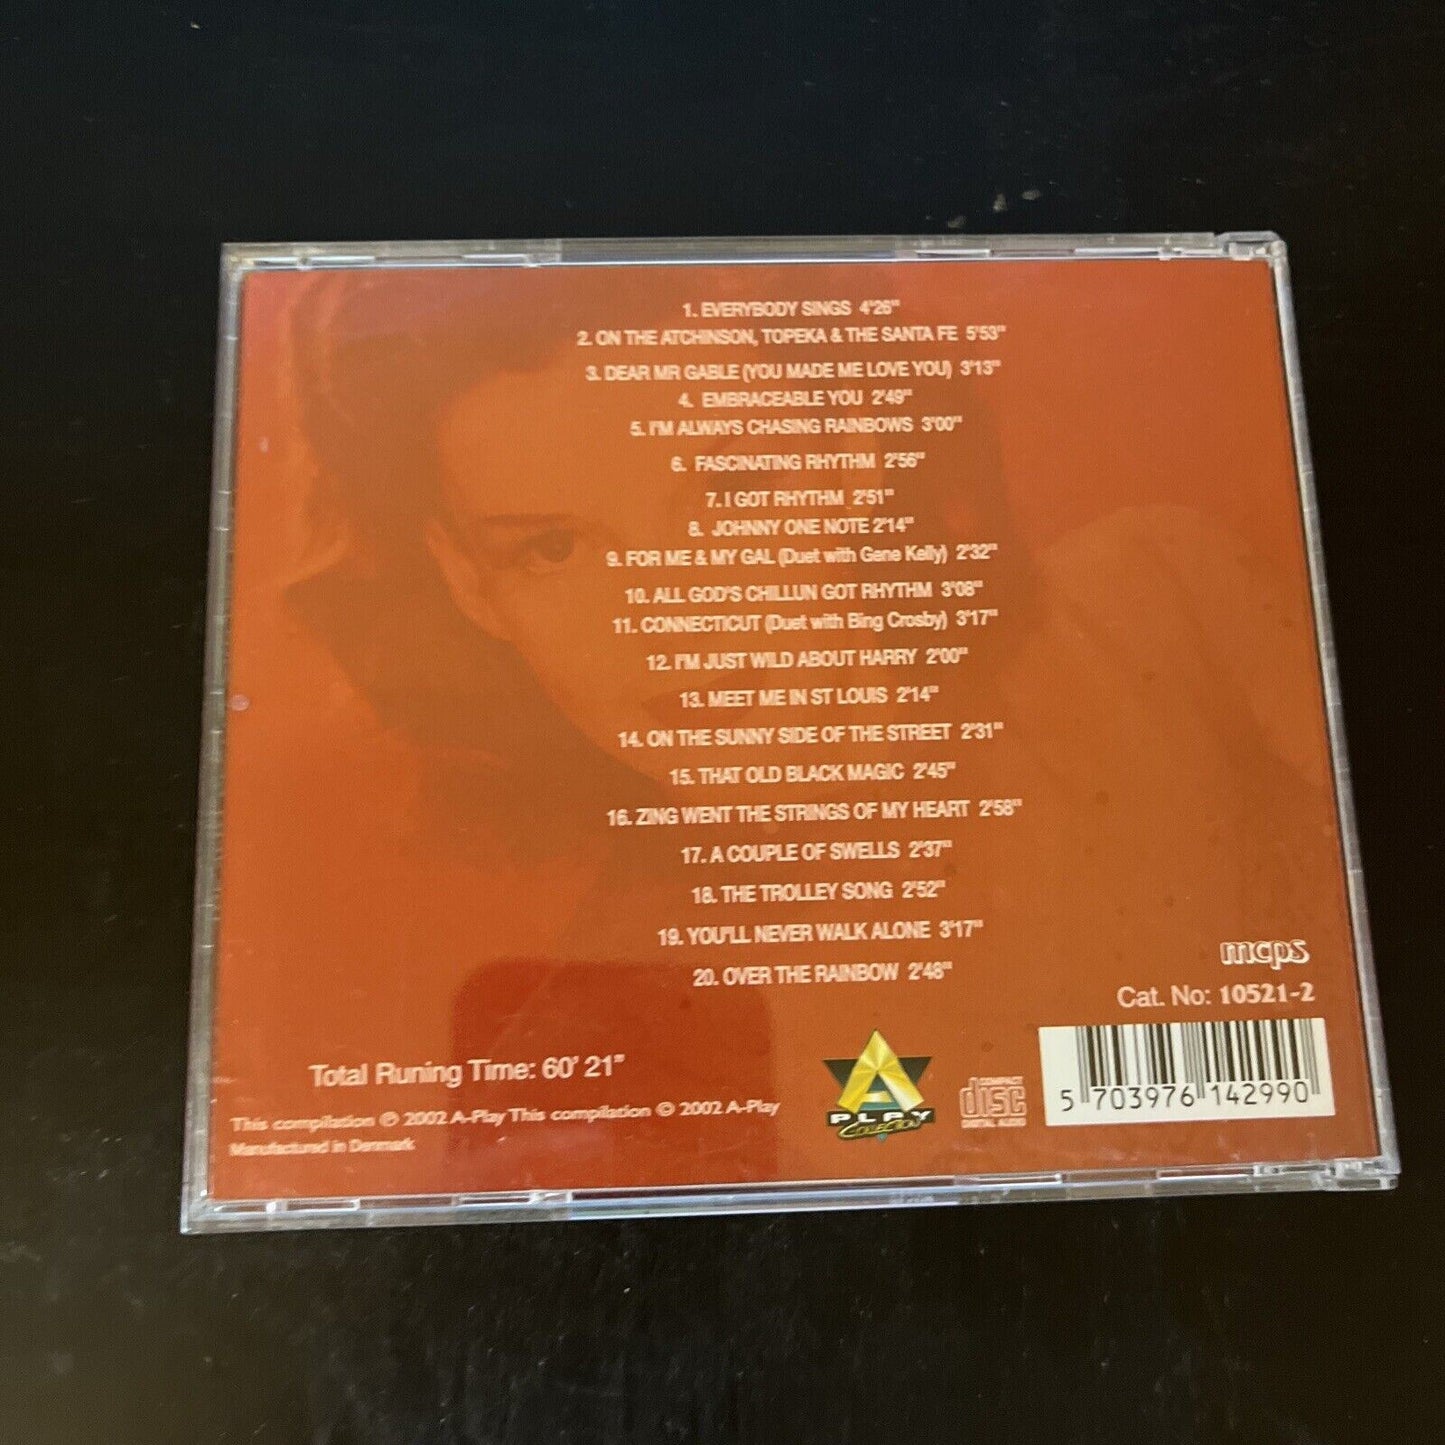 1. EVERYBODY SINGS 4'26"
2. ON THE ATCHINSON, TOPEKA & THE SANTA FE 5'53"
3. DEAR MR GABLE (YOU MADE ME LOVE YOU) 3'13"
4. EMBRACEABLE YOU 2'49"
5. I'M ALWAYS CHASING RAINBOWS 3'00"
6. FASCINATING RHYTHM 2'56"
7. I GOT RHYTHM 2'51"
8. JOHNNY ONE NOTE 2'14"
9. FOR ME & MY GAL (Duet with Gene Kelly) 2'32"
10. ALL GOD'S CHILLUN GOT RHYTHM 3'08"
11. CONNECTICUT (Duet with Bing Crosby) 3'17"
12. I'M JUST WILD ABOUT HARRY 2'00"
13. MEET ME IN ST LOUIS 2'14"
14. ON THE SUNNY SIDE OF THE STREET 2'31"
15. THAT OLD BLACK MAGIC 2'45"
16. ZING WENT THE STRINGS OF MY HEART 2'58"
17. A COUPLE OF SWELLS 2'37"
18. THE TROLLEY SONG 2'52"
19. YOU'LL NEVER WALK ALONE 3'17"
20. OVER THE RAINBOW 2'48"
mcps
Cat. No: 10521-2
Total Runing Time: 60' 21"
This compilation ℗ 2002 A-Play This compilation © 2002 A-Play
Manufactured in Denmark
A
PLAY
COLLECTION
COMPACT
disc
DIGITAL AUDIO
5 703976 142990